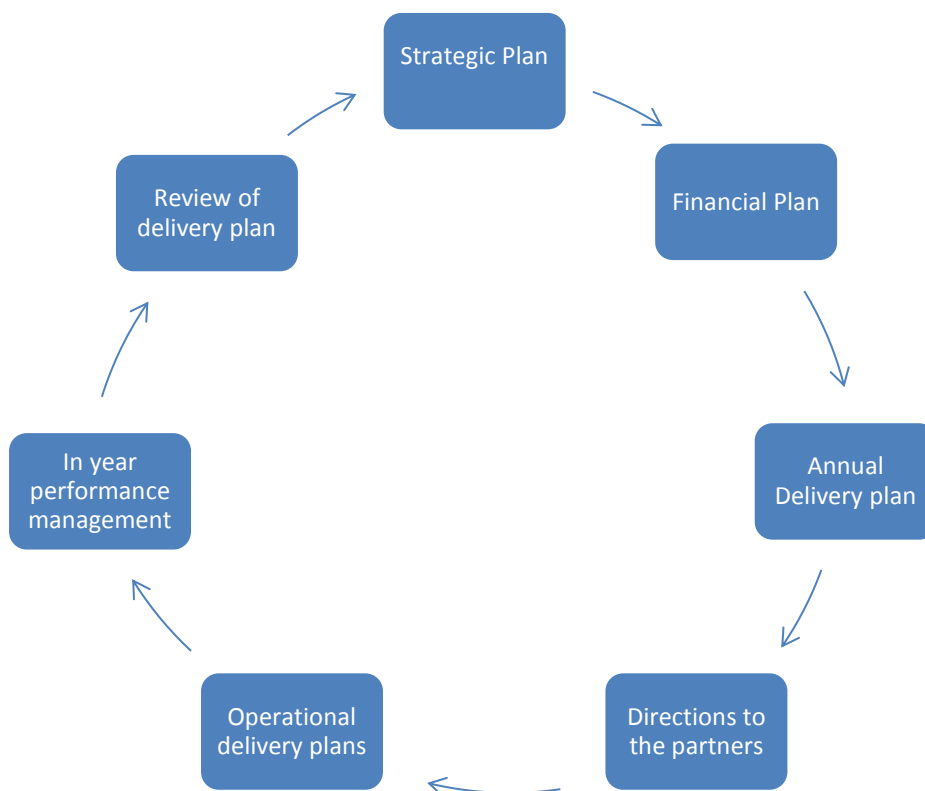 Strategic Plan
Financial Plan
Annual
Delivery plan
Directions to
the partners
Operational
delivery plans
In year
performance
management
Review of
delivery plan